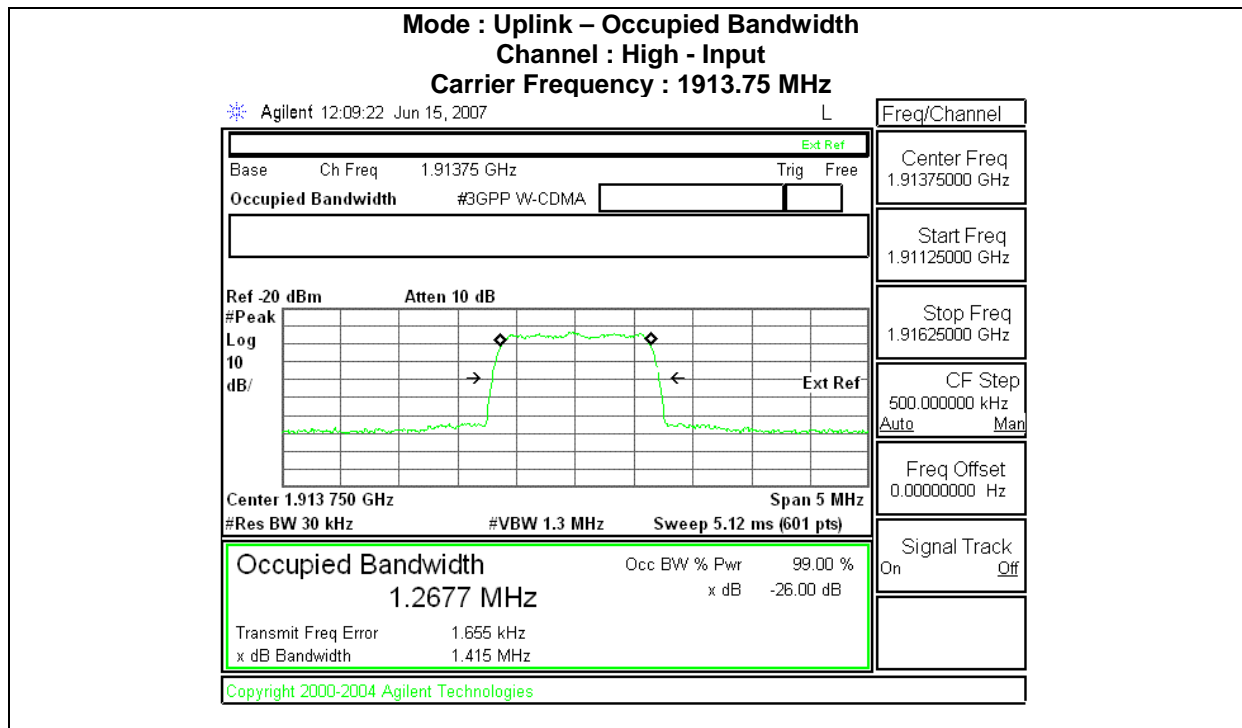 Mode : Uplink – Occupied Bandwidth
Channel : High - Input
Carrier Frequency : 1913.75 MHz
Agilent 12:09:22 Jun 15, 2007 L
Freq/Channel
Ext Ref
Base Ch Freq 1.91375 GHz Trig Free
Occupied Bandwidth #3GPP W-CDMA
Center Freq
1.91375000 GHz
Start Freq
1.91125000 GHz
Stop Freq
1.91625000 GHz
CF Step
500.000000 kHz
Auto Man
Freq Offset
0.00000000 Hz
Signal Track
On Off
Ref -20 dBm Atten 10 dB
#Peak
Log
10
dB/
Ext Ref
Center 1.913 750 GHz Span 5 MHz
#Res BW 30 kHz #VBW 1.3 MHz Sweep 5.12 ms (601 pts)
Occupied Bandwidth Occ BW % Pwr 99.00 %
1.2677 MHz x dB -26.00 dB
Transmit Freq Error 1.655 kHz
x dB Bandwidth 1.415 MHz
Copyright 2000-2004 Agilent Technologies